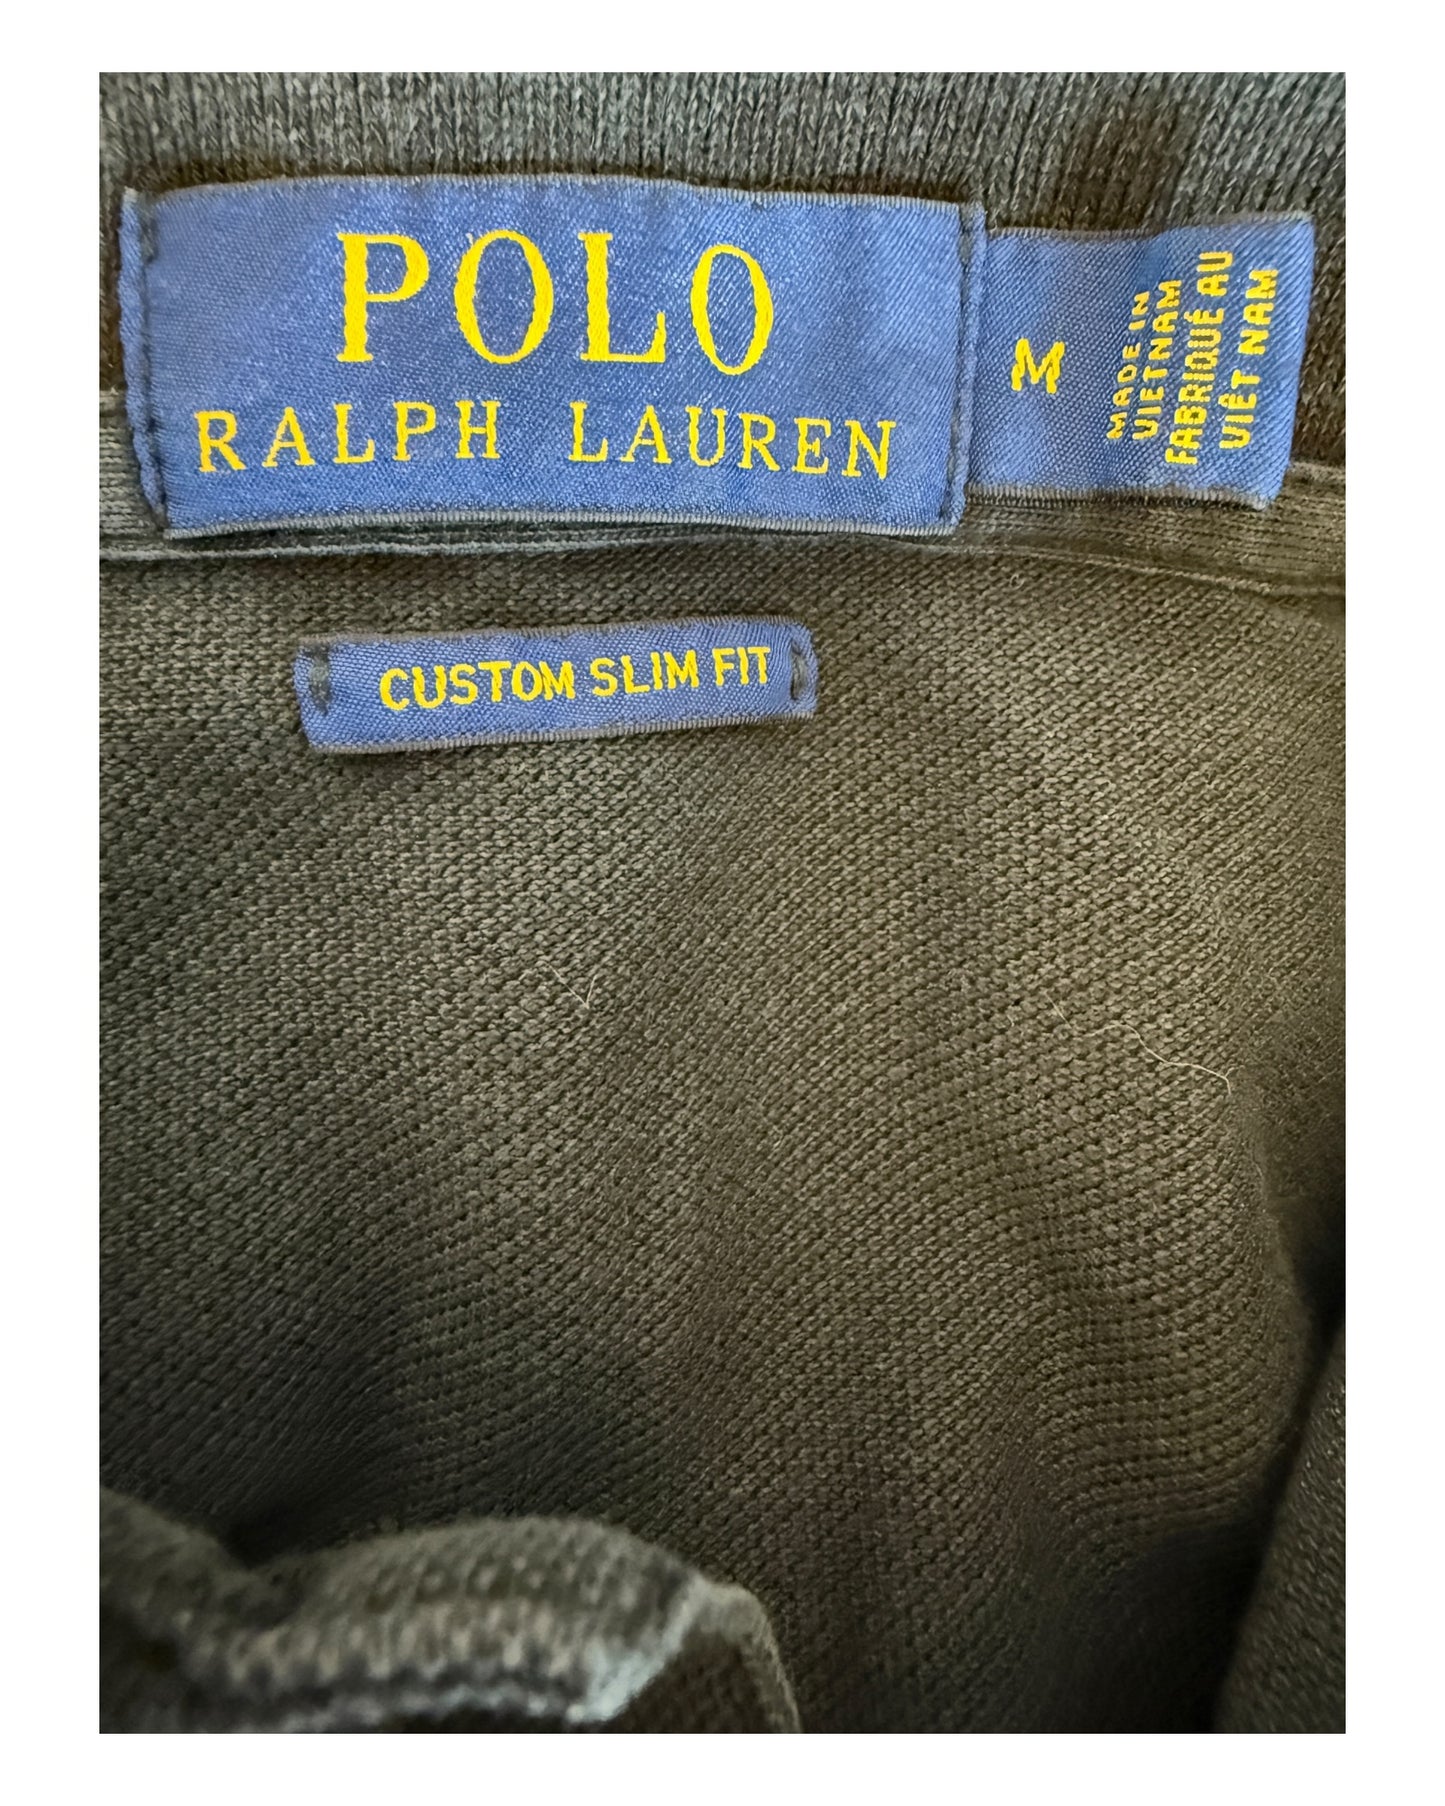 POLO
RALPH LAUREN
M
MADE IN
VIETNAM
FABRIQUÉ AU
VIÊT NAM
CUSTOM SLIM FIT